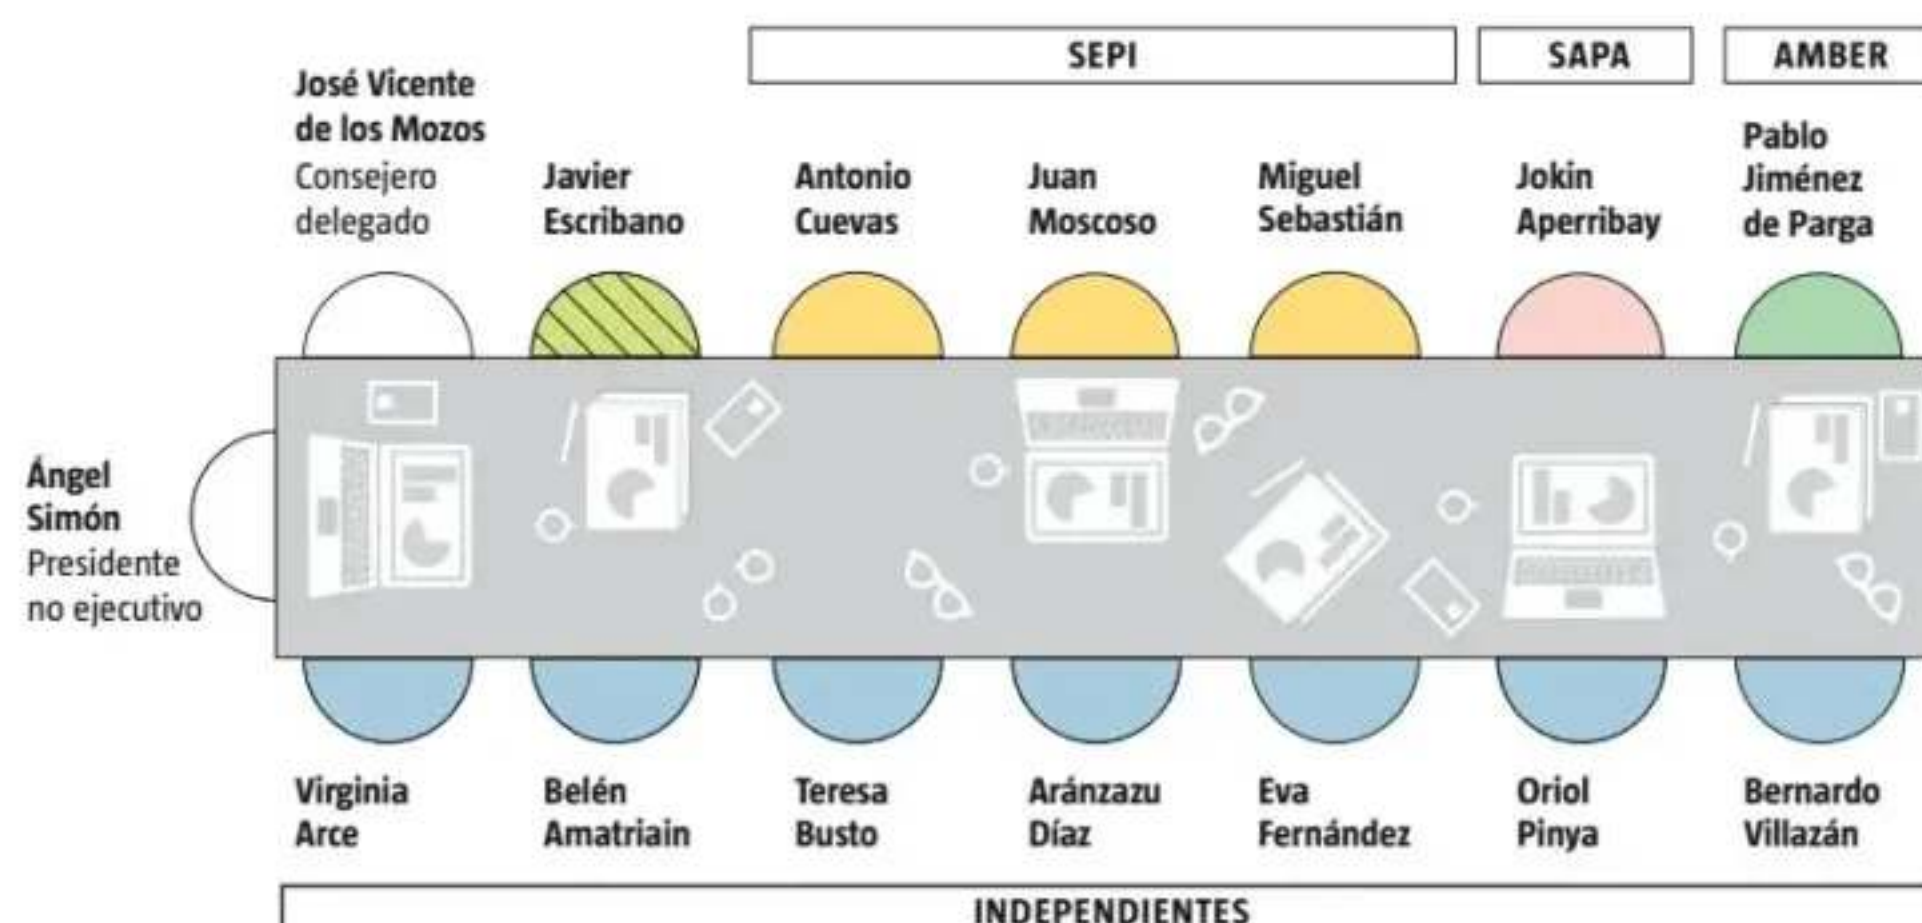 SEPI
SAPA
AMBER
José Vicente
de los Mozos
Consejero
delegado
Javier
Escribano
Antonio
Cuevas
Juan
Moscoso
Miguel
Sebastián
Jokin
Aperribay
Pablo
Jiménez
de Parga
Ángel
Simón
Presidente
no ejecutivo
Virginia
Arce
Belén
Amatriain
Teresa
Busto
Aránzazu
Díaz
Eva
Fernández
Oriol
Pinya
Bernardo
Villazán
INDEPENDIENTES